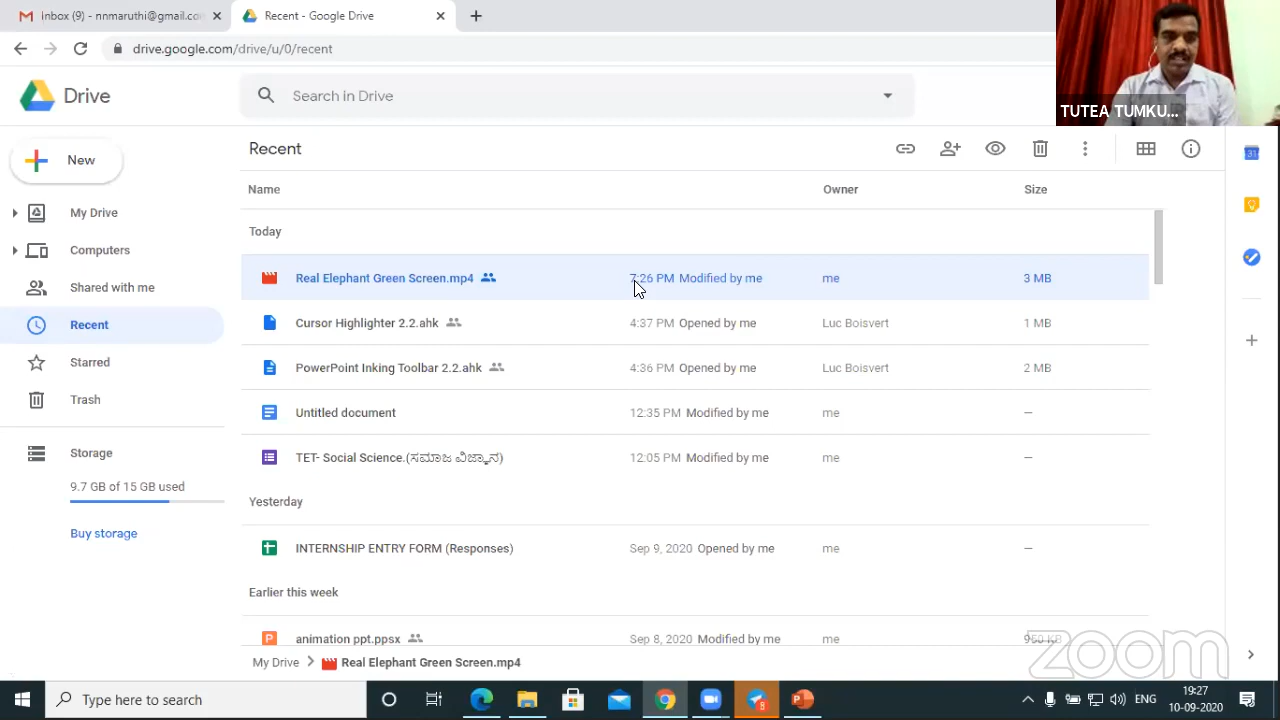 inbox (9) - nnmaruthi@gmail.co
Recent - Google Drive
drive.google.com/drive/u/0/recent
TUTEA TUMKU...
Drive
Search in Drive
New
Recent
31
Name Owner Size
My Drive
Today
Computers
Real Elephant Green Screen.mp4 7:26 PM Modified by me me 3 MB
Shared with me
Cursor Highlighter 2.2.ahk 4:37 PM Opened by me Luc Boisvert 1 MB
Recent
Starred
PowerPoint Inking Toolbar 2.2.ahk 4:36 PM Opened by me Luc Boisvert 2 MB
Trash
Untitled document 12:35 PM Modified by me me —
Storage
TET- Social Science.(ಸಮಾಜ ವಿಜ್ಞಾನ) 12:05 PM Modified by me me —
9.7 GB of 15 GB used
Yesterday
Buy storage
INTERNSHIP ENTRY FORM (Responses) Sep 9, 2020 Opened by me me —
Earlier this week
animation ppt.ppsx Sep 8, 2020 Modified by me me 950 KB
zoom
My Drive > Real Elephant Green Screen.mp4
Type here to search
ENG
19:27
10-09-2020